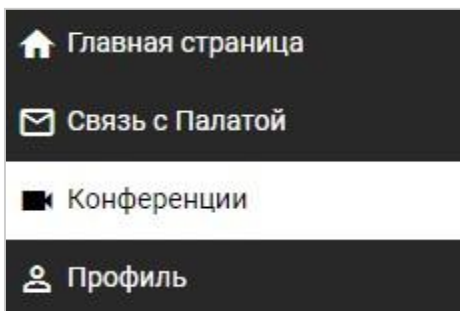 Главная страница
Связь с Палатой
Конференции
Профиль